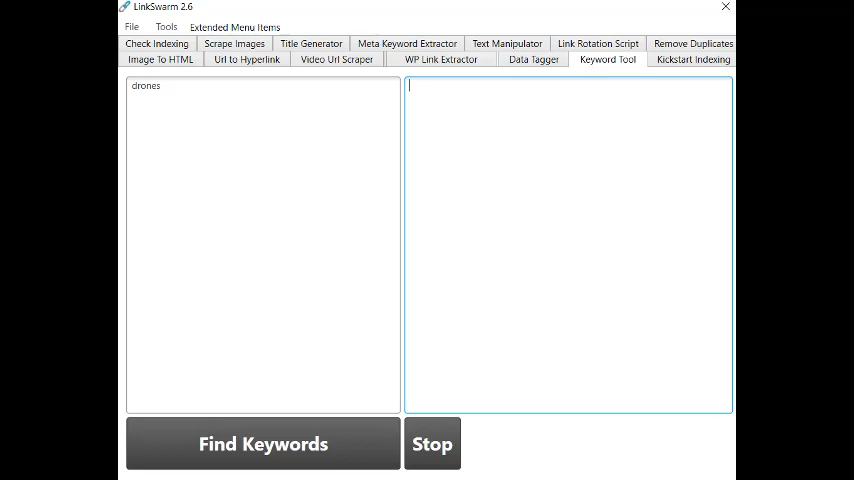 LinkSwarm 2.6
File Tools Extended Menu Items
Check Indexing Scrape Images Title Generator Meta Keyword Extractor Text Manipulator Link Rotation Script Remove Duplicates
Image To HTML Url to Hyperlink Video Url Scraper WP Link Extractor Data Tagger Keyword Tool Kickstart Indexing
drones
Find Keywords Stop